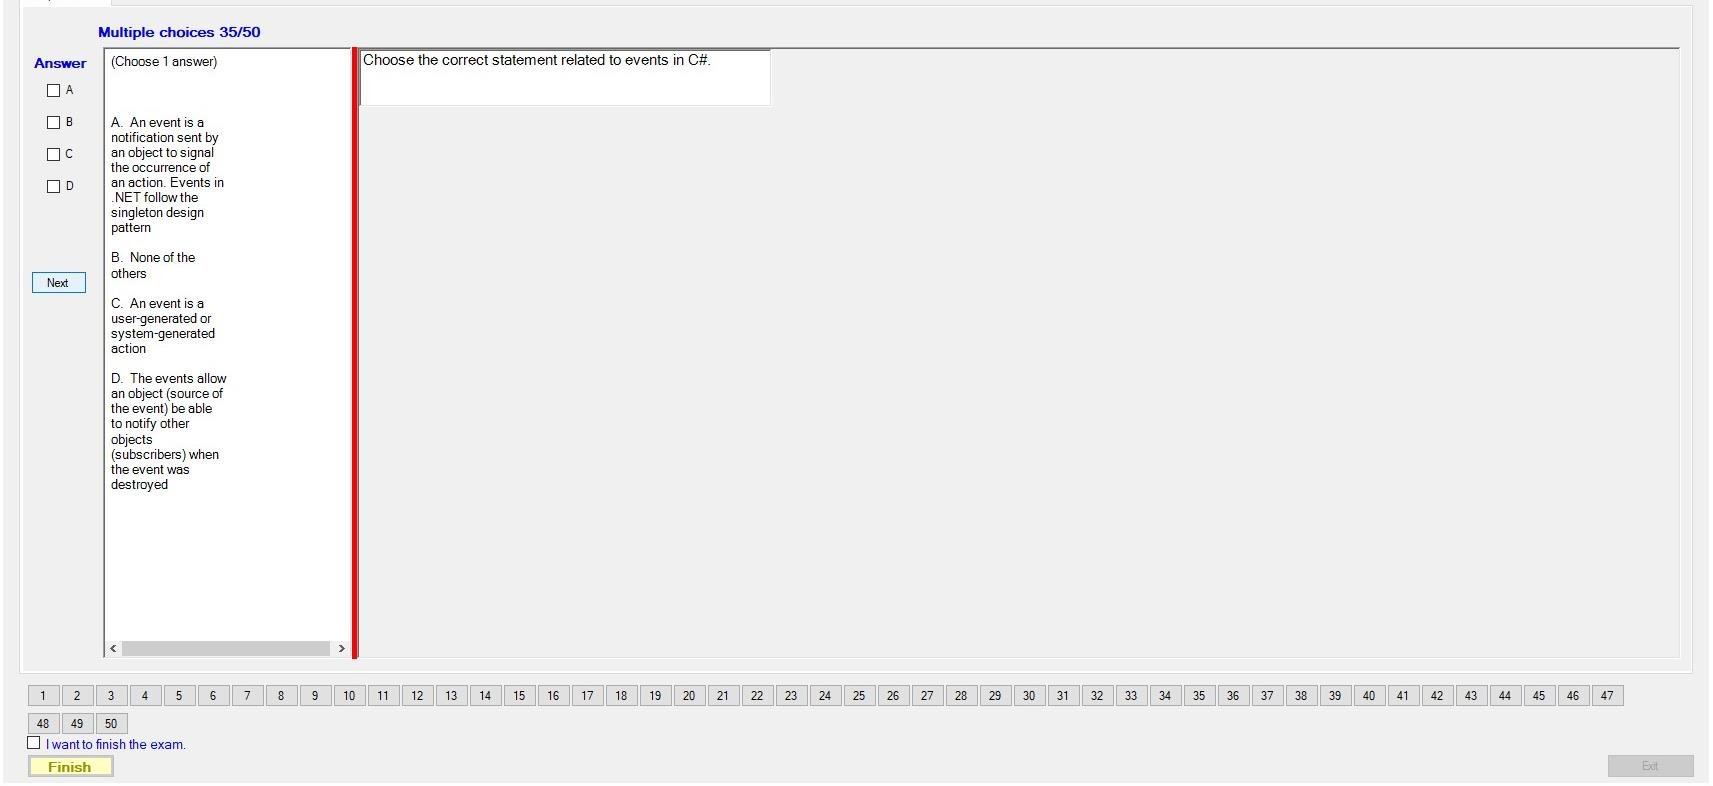 Multiple choices 35/50
Answer
A
B
C
D
Next
(Choose 1 answer)
A. An event is a
notification sent by
an object to signal
the occurrence of
an action. Events in
.NET follow the
singleton design
pattern
B. None of the
others
C. An event is a
user-generated or
system-generated
action
D. The events allow
an object (source of
the event) be able
to notify other
objects
(subscribers) when
the event was
destroyed
Choose the correct statement related to events in C#.
1 2 3 4 5 6 7 8 9 10 11 12 13 14 15 16 17 18 19 20 21 22 23 24 25 26 27 28 29 30 31 32 33 34 35 36 37 38 39 40 41 42 43 44 45 46 47
48 49 50
I want to finish the exam.
Finish
Exit